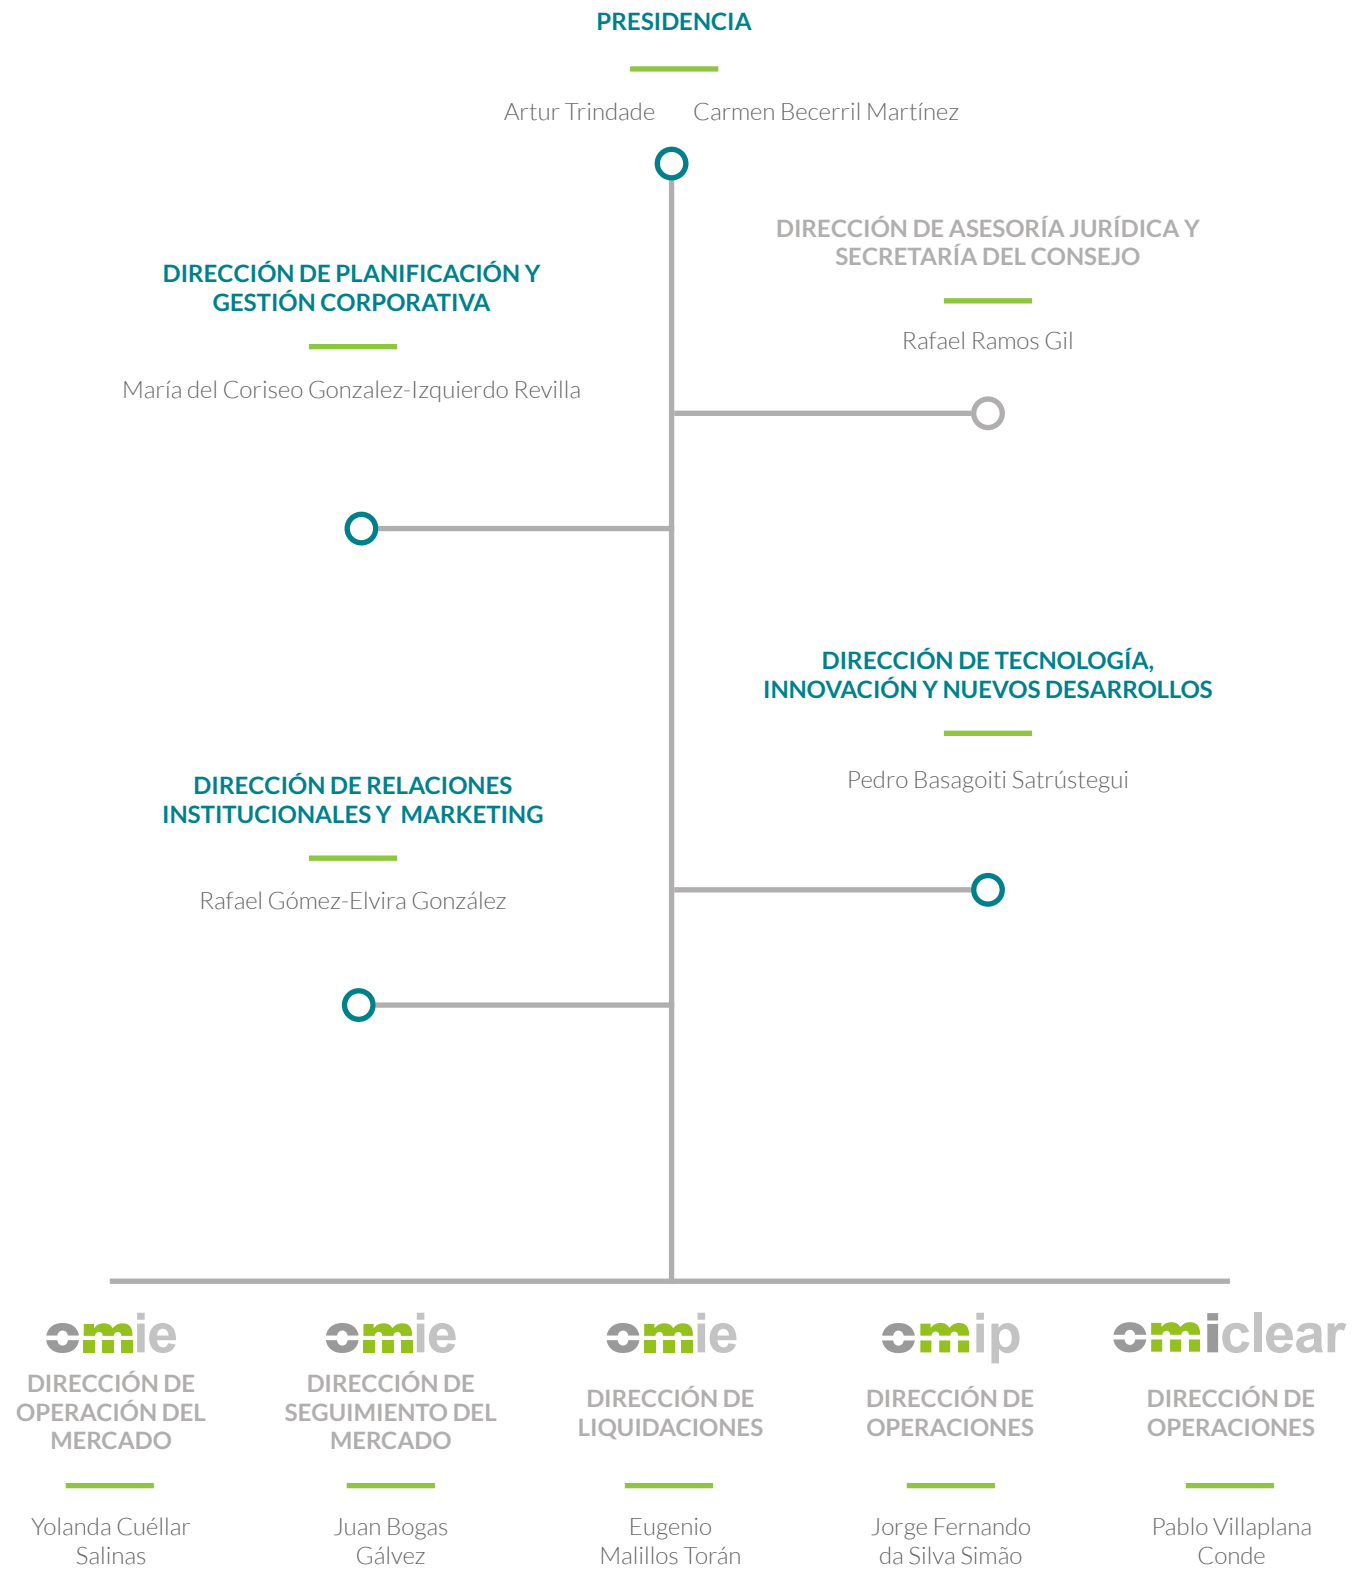 PRESIDENCIA
Artur Trindade Carmen Becerril Martínez
DIRECCIÓN DE ASESORÍA JURÍDICA Y
SECRETARÍA DEL CONSEJO
Rafael Ramos Gil
DIRECCIÓN DE PLANIFICACIÓN Y
GESTIÓN CORPORATIVA
María del Coriseo Gonzalez-Izquierdo Revilla
DIRECCIÓN DE TECNOLOGÍA,
INNOVACIÓN Y NUEVOS DESARROLLOS
Pedro Basagoiti Satrústegui
DIRECCIÓN DE RELACIONES
INSTITUCIONALES Y MARKETING
Rafael Gómez-Elvira González
omie
DIRECCIÓN DE
OPERACIÓN DEL
MERCADO
Yolanda Cuéllar
Salinas
omie
DIRECCIÓN DE
SEGUIMIENTO DEL
MERCADO
Juan Bogas
Gálvez
omie
DIRECCIÓN DE
LIQUIDACIONES
Eugenio
Malillos Torán
omip
DIRECCIÓN DE
OPERACIONES
Jorge Fernando
da Silva Simão
omiclear
DIRECCIÓN DE
OPERACIONES
Pablo Villaplana
Conde